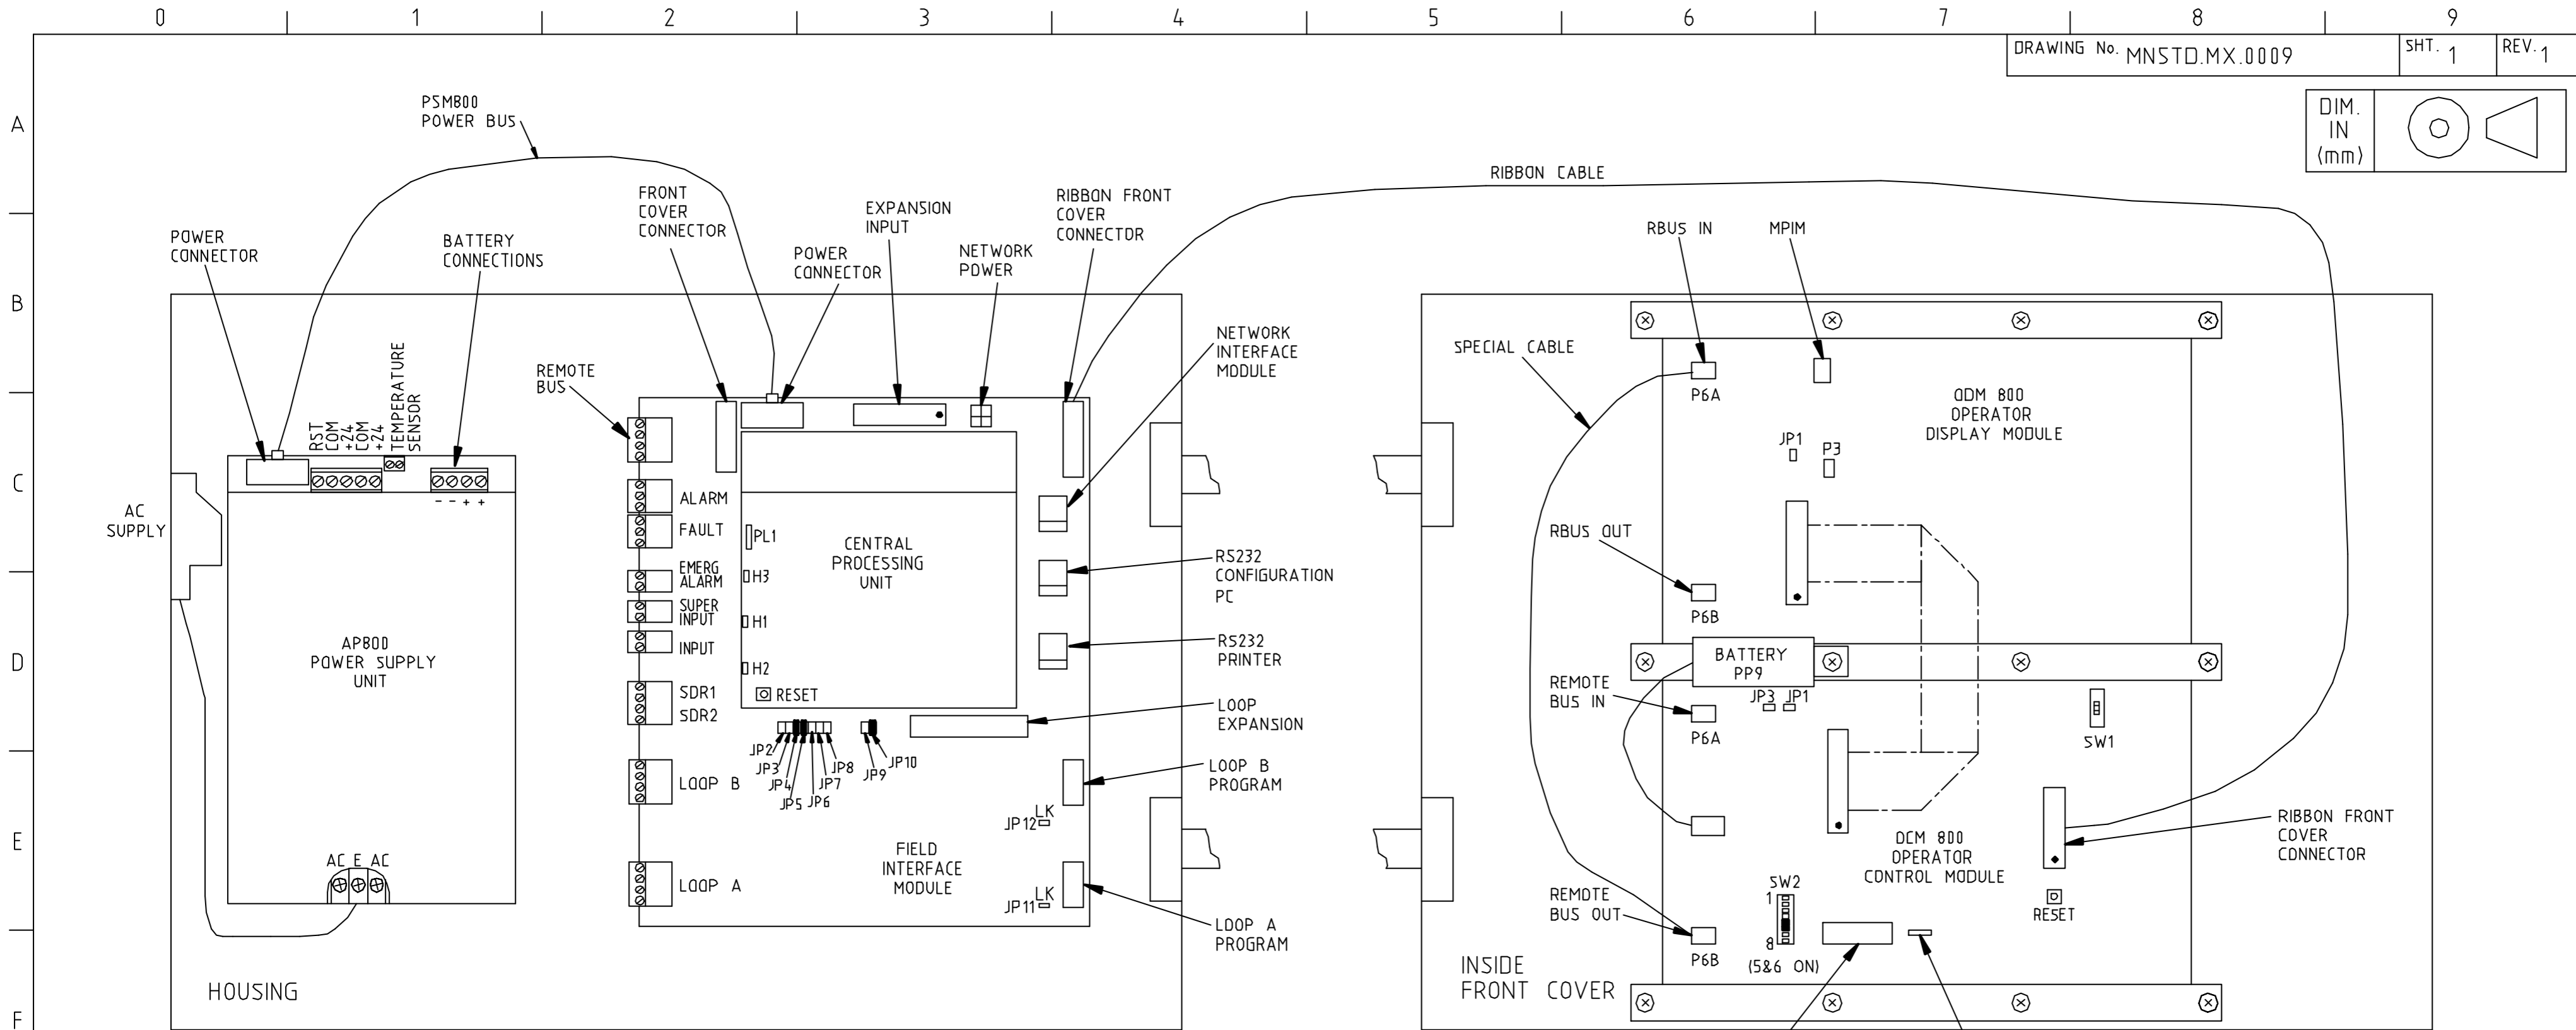 0 1 2 3 4 5 6 7 8 9
DRAWING No. MNSTD.MX.0009
SHT. 1
REV. 1
DIM.
IN
(mm)
A
B
C
D
E
F
PSM800
POWER BUS
POWER
CONNECTOR
BATTERY
CONNECTIONS
FRONT
COVER
CONNECTOR
POWER
CONNECTOR
EXPANSION
INPUT
NETWORK
POWER
RIBBON FRONT
COVER
CONNECTOR
RIBBON CABLE
REMOTE
BUS
NETWORK
INTERFACE
MODULE
RST
COM
+24
COM
+24
TEMPERATURE
SENSOR
- - + +
AC
SUPPLY
AP800
POWER SUPPLY
UNIT
AC E AC
HOUSING
ALARM
FAULT
EMERG
ALARM
SUPER
INPUT
INPUT
SDR1
SDR2
LOOP B
LOOP A
PL1
H3
H1
H2
RESET
CENTRAL
PROCESSING
UNIT
JP2
JP3
JP4
JP5
JP6
JP7
JP8
JP9
JP10
RS232
CONFIGURATION
PC
RS232
PRINTER
LOOP
EXPANSION
LOOP B
PROGRAM
LK
JP12
FIELD
INTERFACE
MODULE
LK
JP11
LOOP A
PROGRAM
RBUS IN
MPIM
SPECIAL CABLE
P6A
ODM 800
OPERATOR
DISPLAY MODULE
JP1
P3
RBUS OUT
P6B
BATTERY
PP9
JP3 JP1
REMOTE
BUS IN
P6A
SW1
OCM 800
OPERATOR
CONTROL MODULE
RIBBON FRONT
COVER
CONNECTOR
SW2
1
8
(5&6 ON)
RESET
REMOTE
BUS OUT
P6B
INSIDE
FRONT COVER